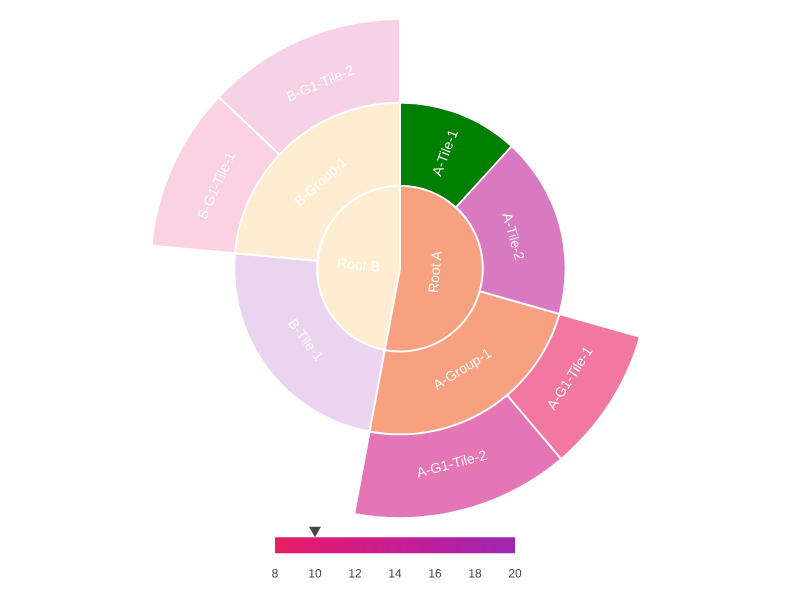 B-G1-Tile-2
B-G1-Tile-1
B-Group-1
A-Tile-1
A-Tile-2
Root B
Root A
B-Tile-1
A-Group-1
A-G1-Tile-1
A-G1-Tile-2
8 10 12 14 16 18 20